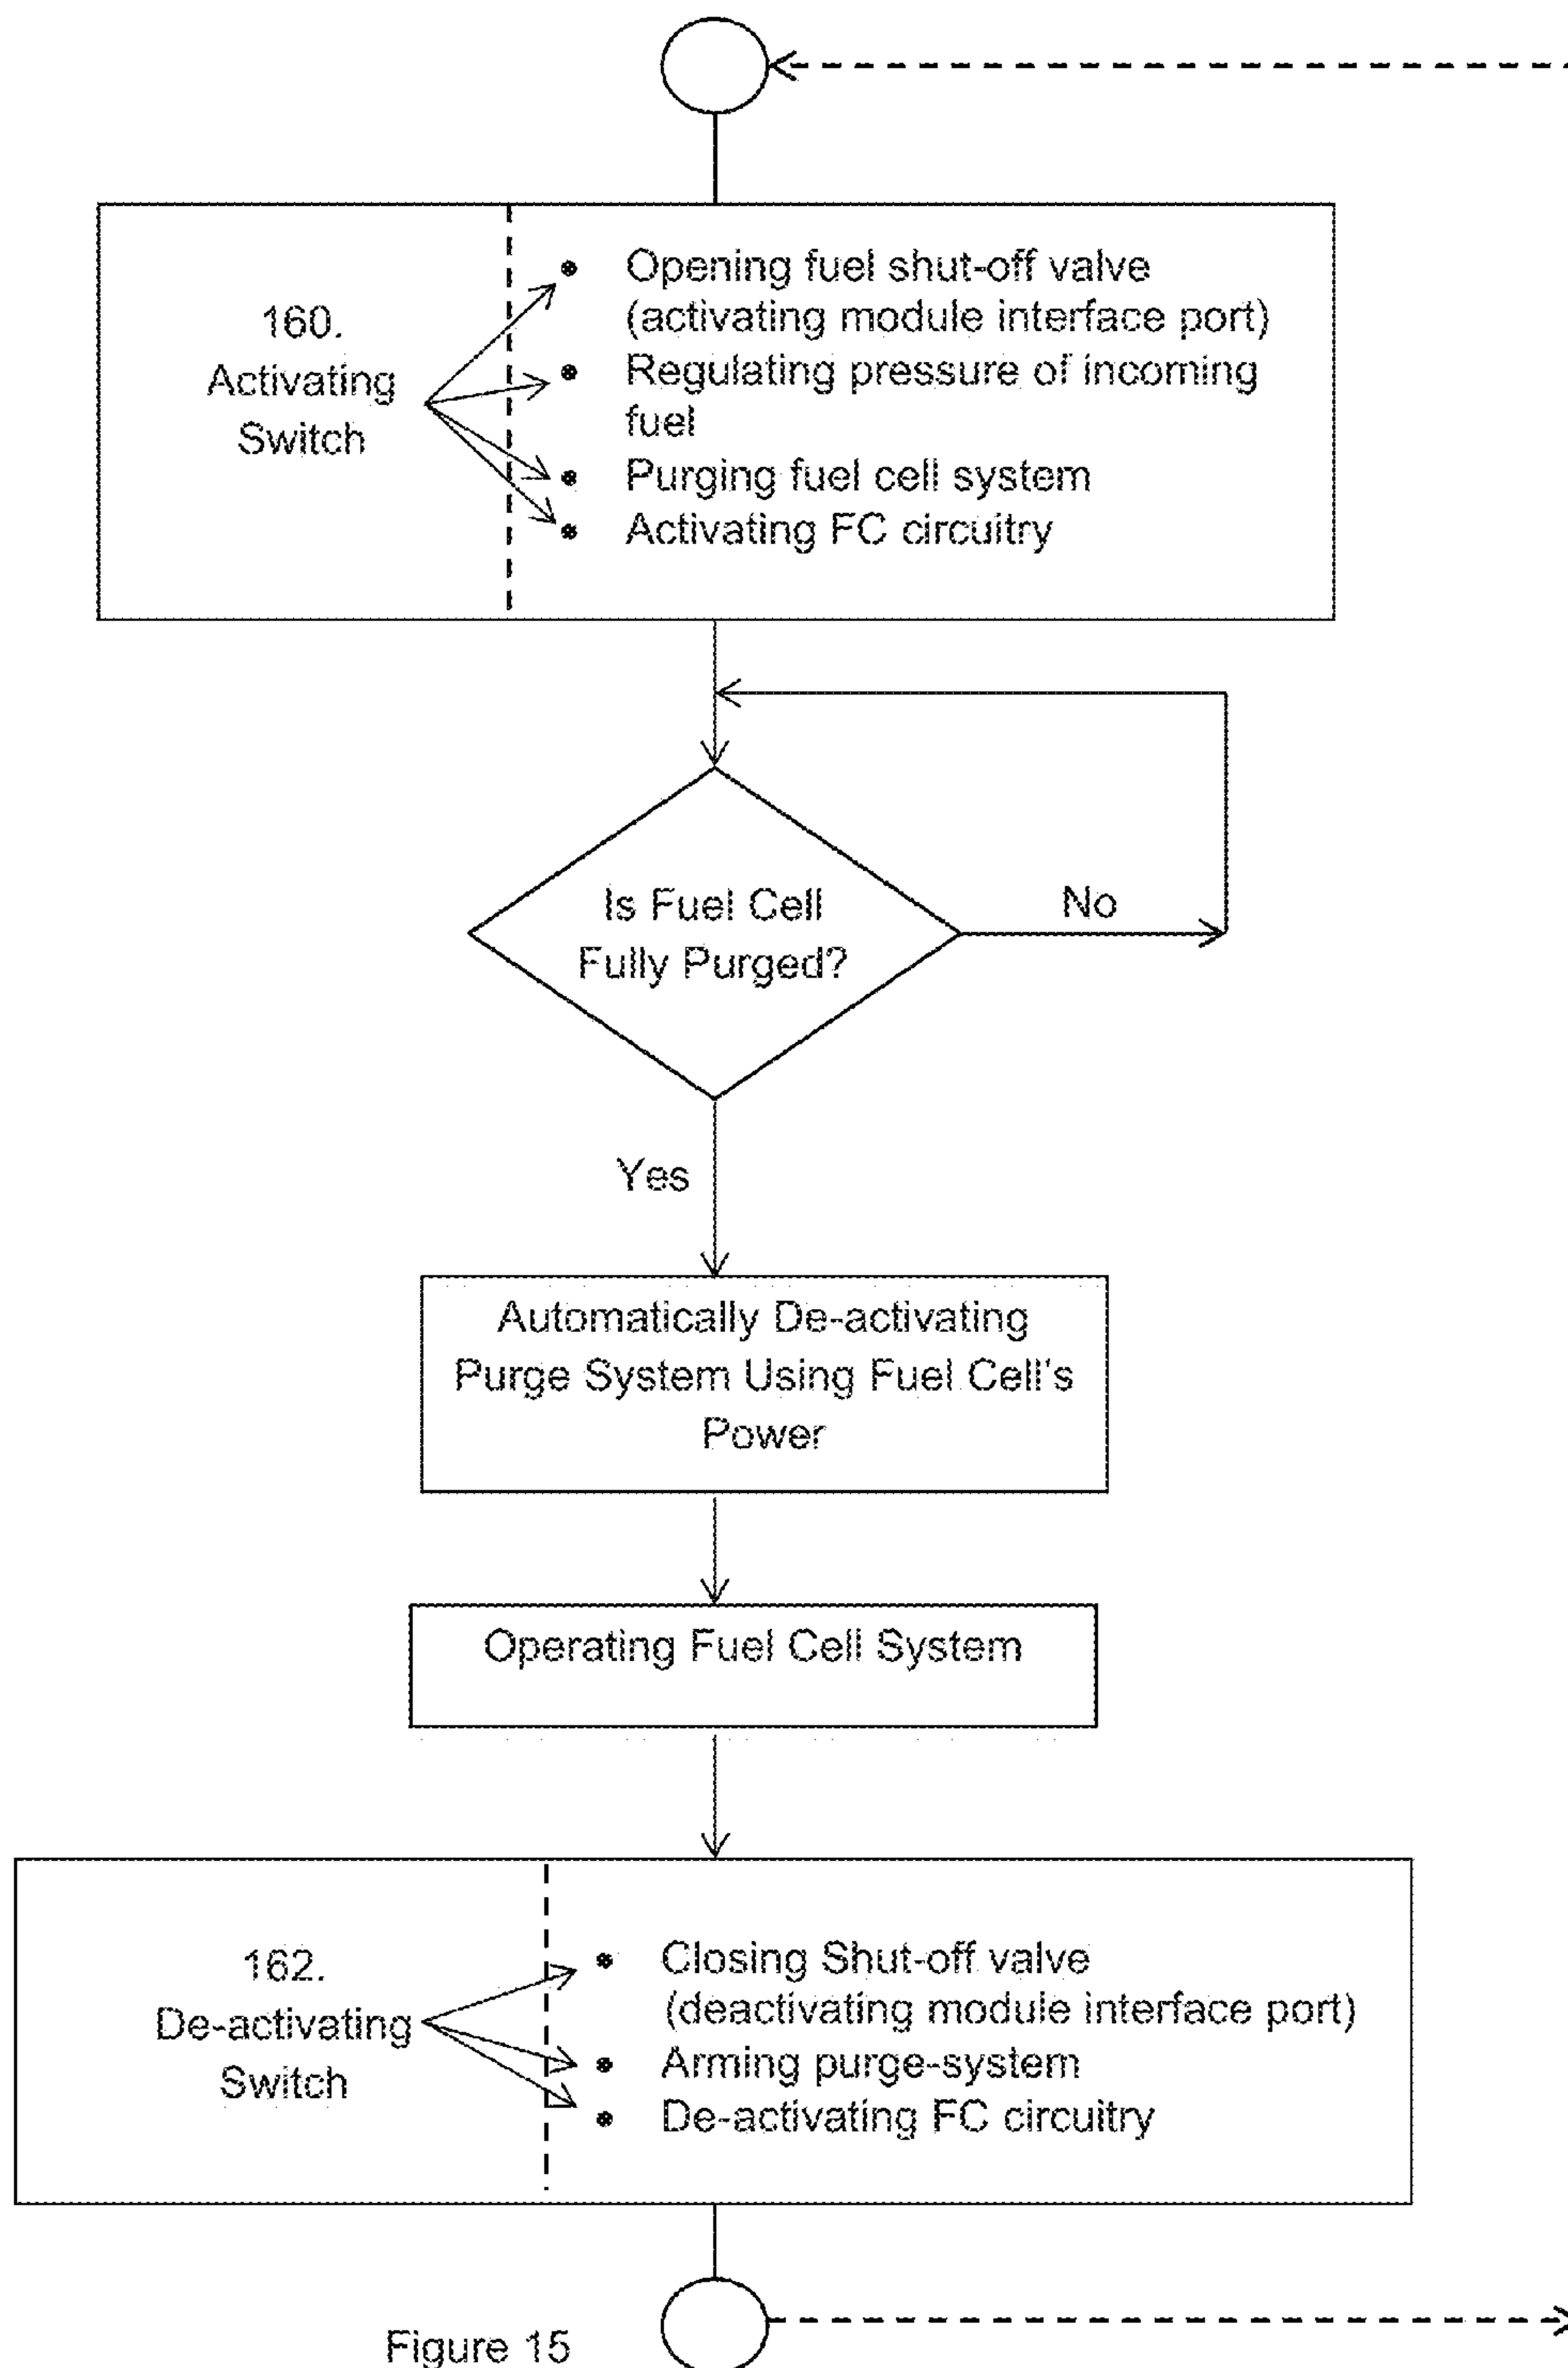 160.
Activating
Switch
• Opening fuel shut-off valve
(activating module interface port)
• Regulating pressure of incoming
fuel
• Purging fuel cell system
• Activating FC circuitry
Is Fuel Cell
Fully Purged?
No
Yes
Automatically De-activating
Purge System Using Fuel Cell's
Power
Operating Fuel Cell System
162.
De-activating
Switch
• Closing Shut-off valve
(deactivating module interface port)
• Arming purge-system
• De-activating FC circuitry
Figure 15